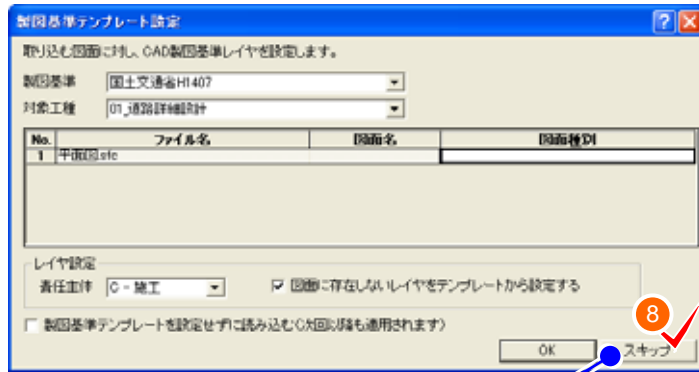 製図基準テンプレート設定
取り込む図面に対し、CAD製図基準レイヤを設定します。
製図基準 国土交通省H1407
対象工種 01_道路詳細設計
No. ファイル名 図面名 図面種別
1 平面図.sfc
レイヤ設定
責任主体 C - 施工 図面に存在しないレイヤをテンプレートから設定する
製図基準テンプレートを設定せずに読み込む(次回以降も適用されます)
8
OK スキップ